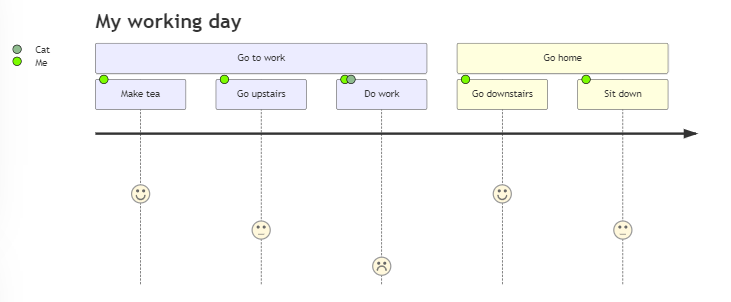 My working day
Cat
Me
Go to work
Go home
Make tea
Go upstairs
Do work
Go downstairs
Sit down